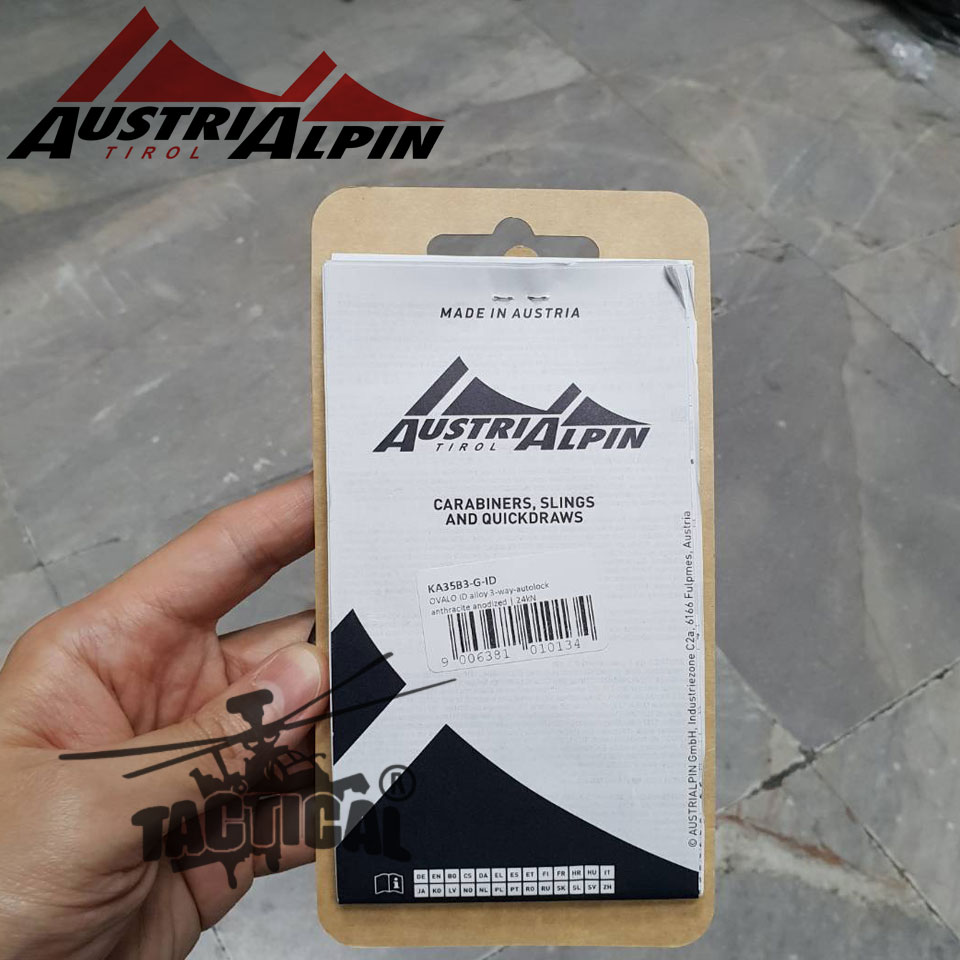 AUSTRIALPIN
TIROL
MADE IN AUSTRIA
AUSTRIALPIN
TIROL
CARABINERS, SLINGS
AND QUICKDRAWS
KA35B3-G-ID
OVALO ID alloy 3-way-autolock
anthracite anodized | 24kN
9 006381 010134
© AUSTRIALPIN GmbH, Industriezone C2a, 6166 Fulpmes, Austria
TACTICAL®
DE EN BG CS DA EL ES ET FI FR HR HU IT
JA KO LV NO NL PL PT RO RU SK SL SV ZH